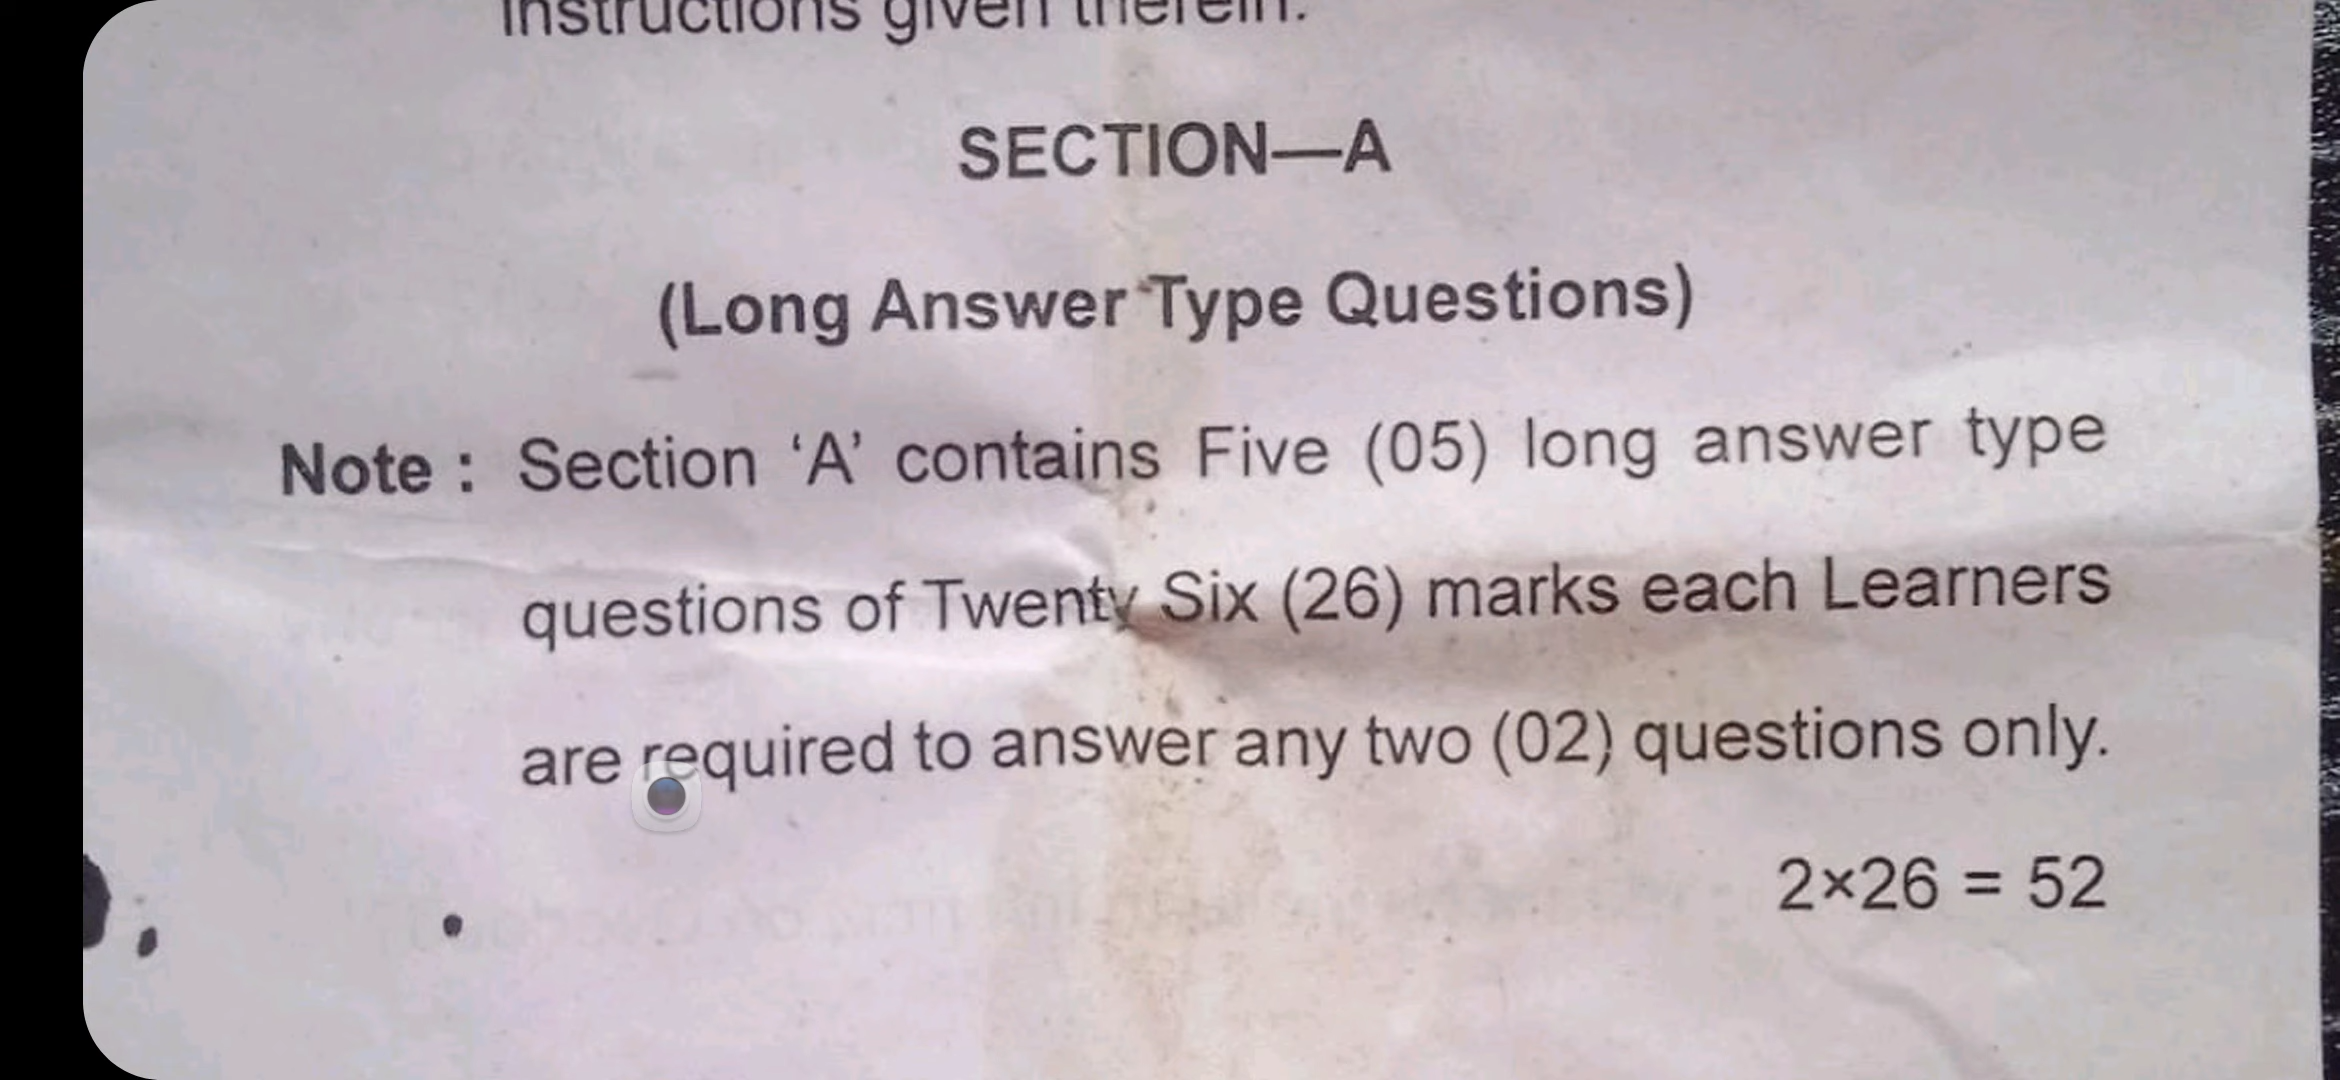 instructions given therein.
SECTION—A
(Long Answer Type Questions)
Note : Section ‘A’ contains Five (05) long answer type
questions of Twenty Six (26) marks each Learners
are required to answer any two (02) questions only.
2×26 = 52